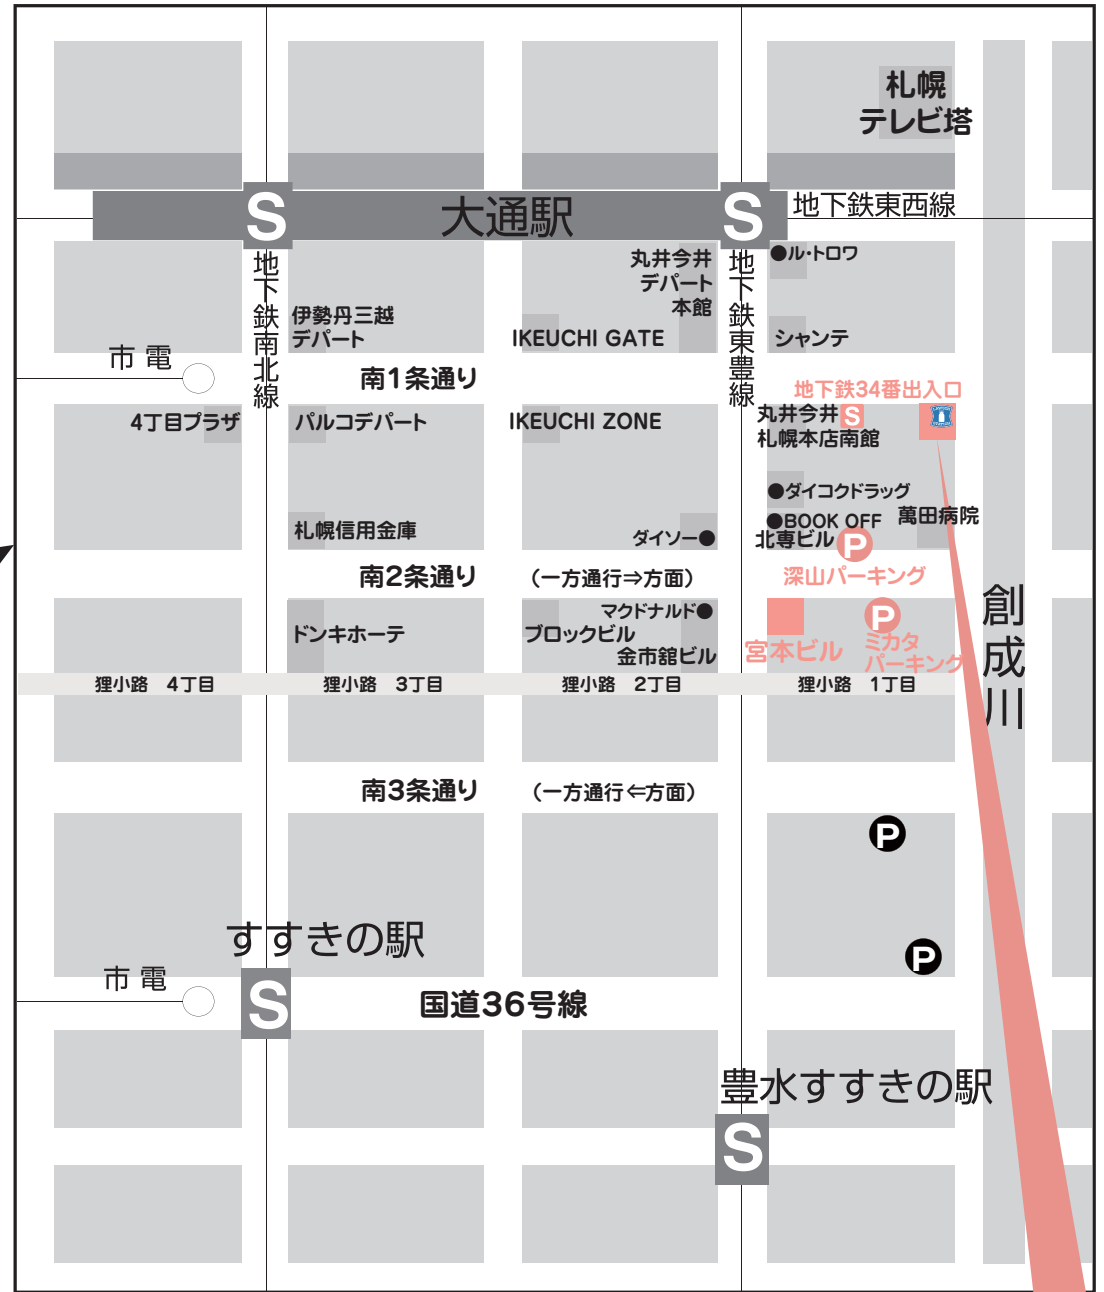 札幌
テレビ塔
S
大通駅
S
地下鉄東西線
地下鉄南北線
地下鉄東豊線
丸井今井
デパート
本館
●ル・トロワ
伊勢丹三越
デパート
IKEUCHI GATE
シャンテ
市電
南1条通り
地下鉄34番出入口
4丁目プラザ
パルコデパート
IKEUCHI ZONE
丸井今井
札幌本店南館
S
●ダイコクドラッグ
●BOOK OFF
萬田病院
札幌信用金庫
ダイソー●
北専ビル
P
南2条通り
(一方通行⇒方面)
深山パーキング
創成川
ドンキホーテ
マクドナルド●
ブロックビル
金市舘ビル
宮本ビル
P
ミカタ
パーキング
狸小路 4丁目
狸小路 3丁目
狸小路 2丁目
狸小路 1丁目
南3条通り
(一方通行⇐方面)
P
すすきの駅
P
市電
S
国道36号線
豊水すすきの駅
S